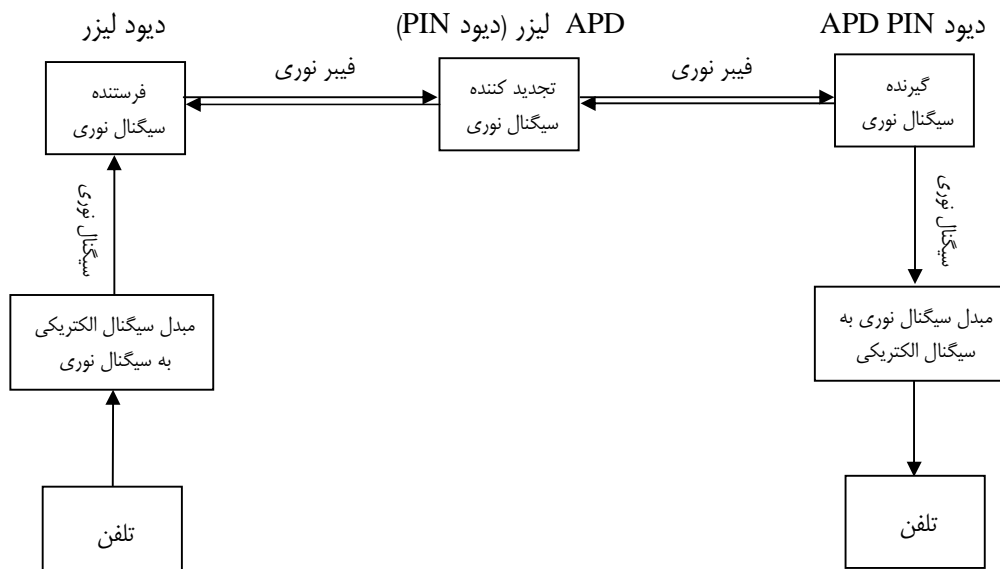 دیود لیزر
APD لیزر (دیود PIN)
دیود APD PIN
فیبر نوری
فیبر نوری
فرستنده
سیگنال نوری
تجدید کننده
سیگنال نوری
گیرنده
سیگنال نوری
سیگنال نوری
سیگنال نوری
مبدل سیگنال الکتریکی
به سیگنال نوری
مبدل سیگنال نوری به
سیگنال الکتریکی
تلفن
تلفن